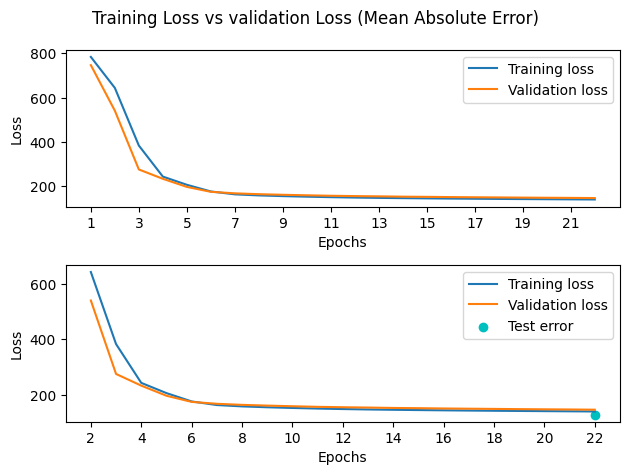 Training Loss vs validation Loss (Mean Absolute Error)
800
600
400
200
Loss
Training loss
Validation loss
1 3 5 7 9 11 13 15 17 19 21
Epochs
600
400
200
Loss
Training loss
Validation loss
Test error
2 4 6 8 10 12 14 16 18 20 22
Epochs